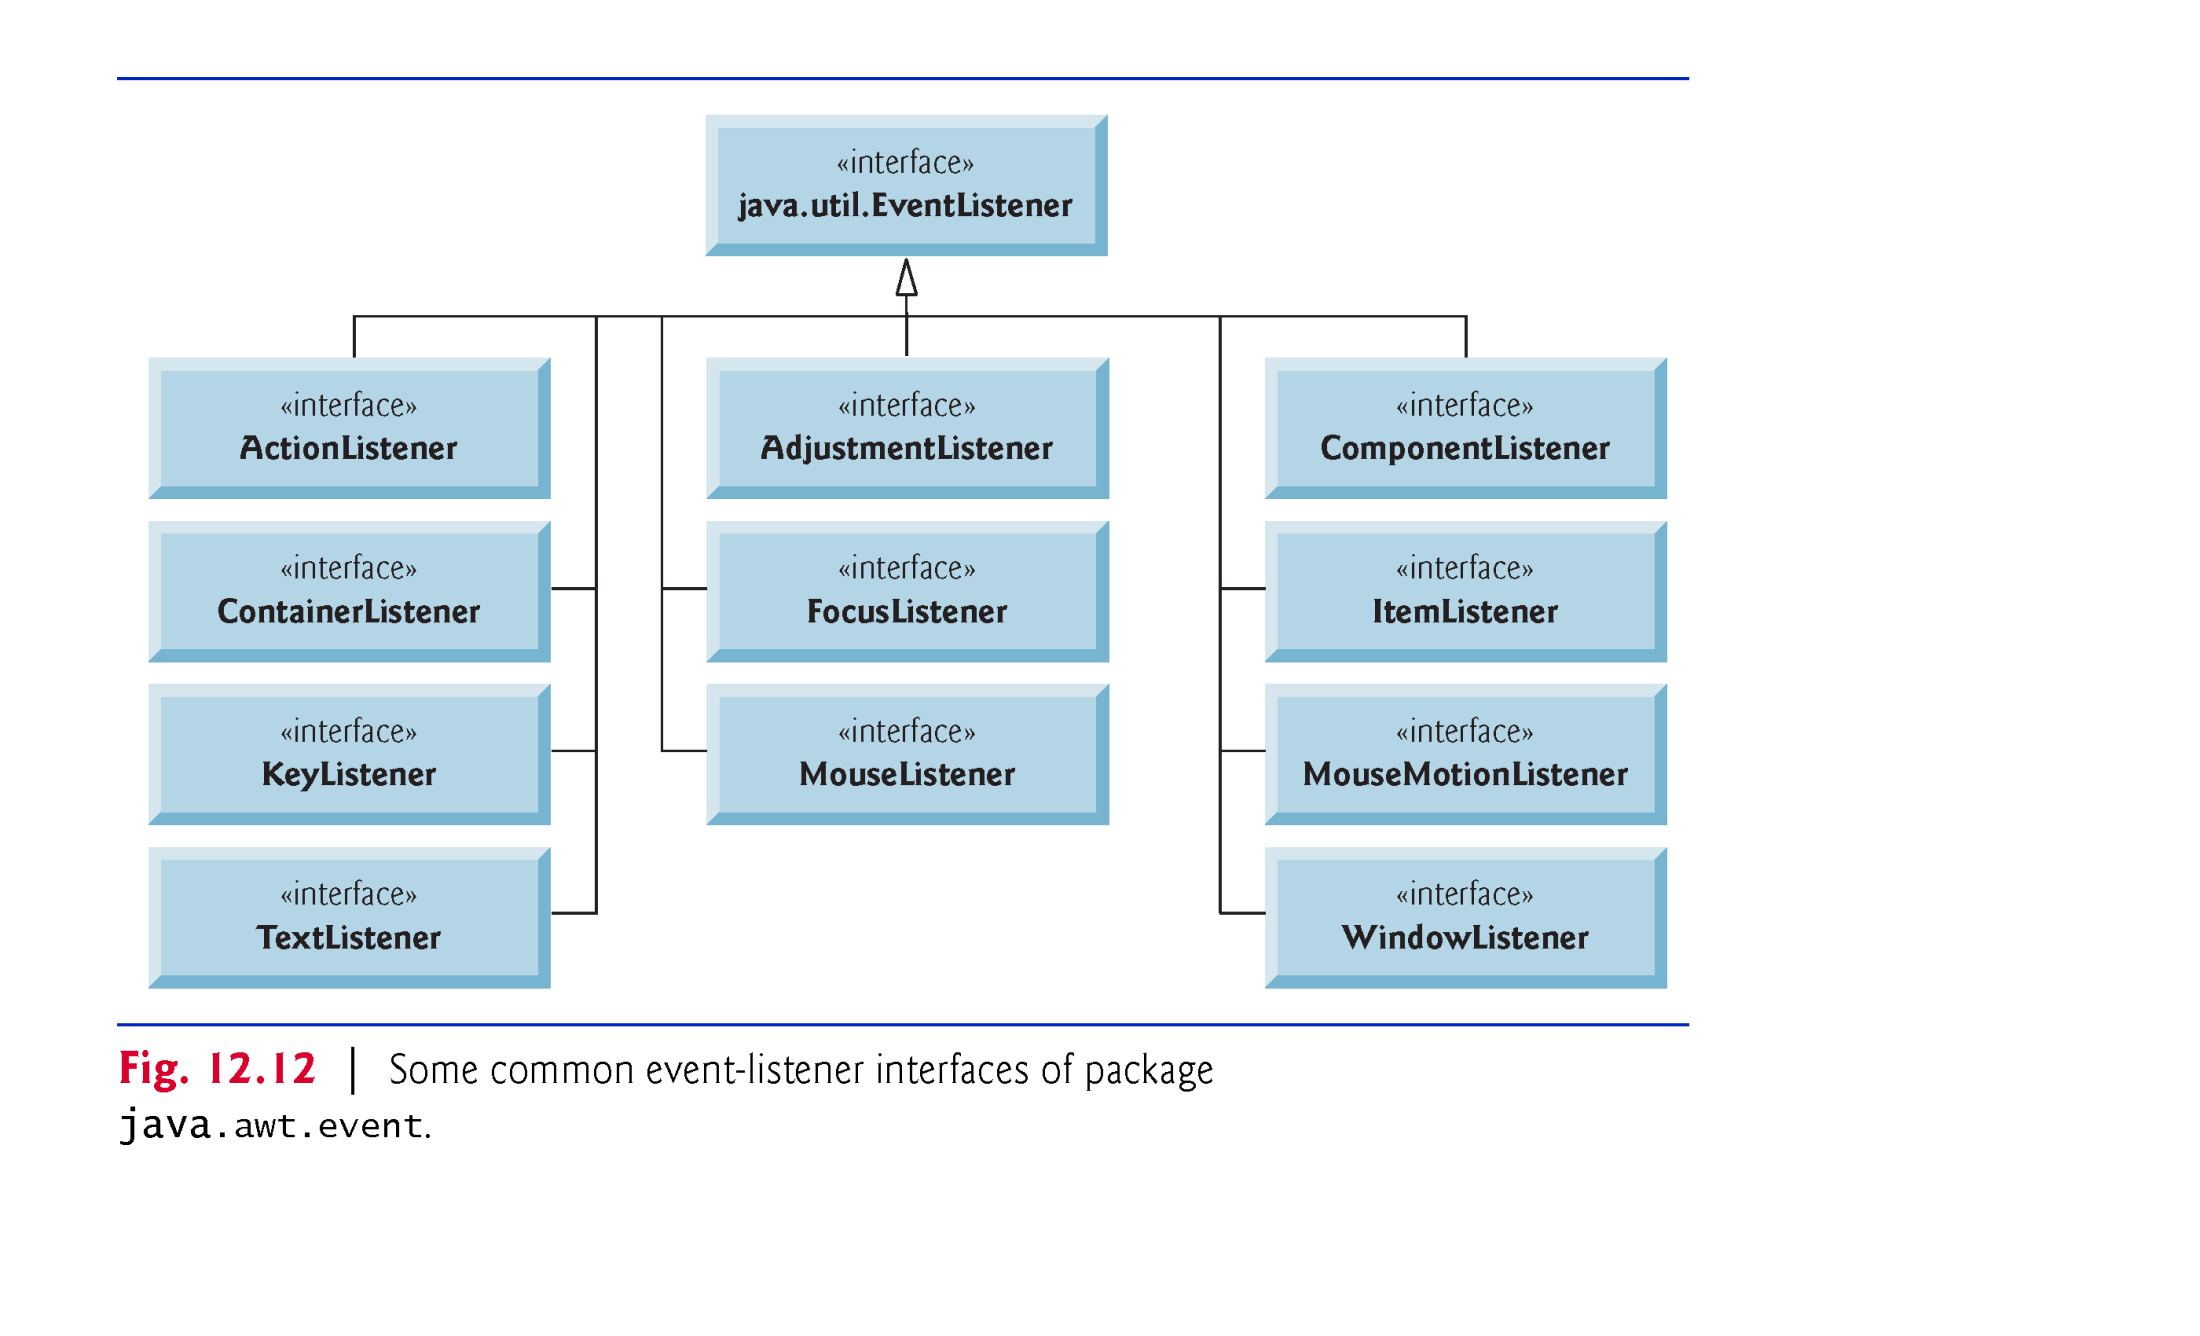 «interface»
java.util.EventListener
«interface»
ActionListener
«interface»
AdjustmentListener
«interface»
ComponentListener
«interface»
ContainerListener
«interface»
FocusListener
«interface»
ItemListener
«interface»
KeyListener
«interface»
MouseListener
«interface»
MouseMotionListener
«interface»
TextListener
«interface»
WindowListener
Fig. 12.12 | Some common event-listener interfaces of package
java.awt.event.